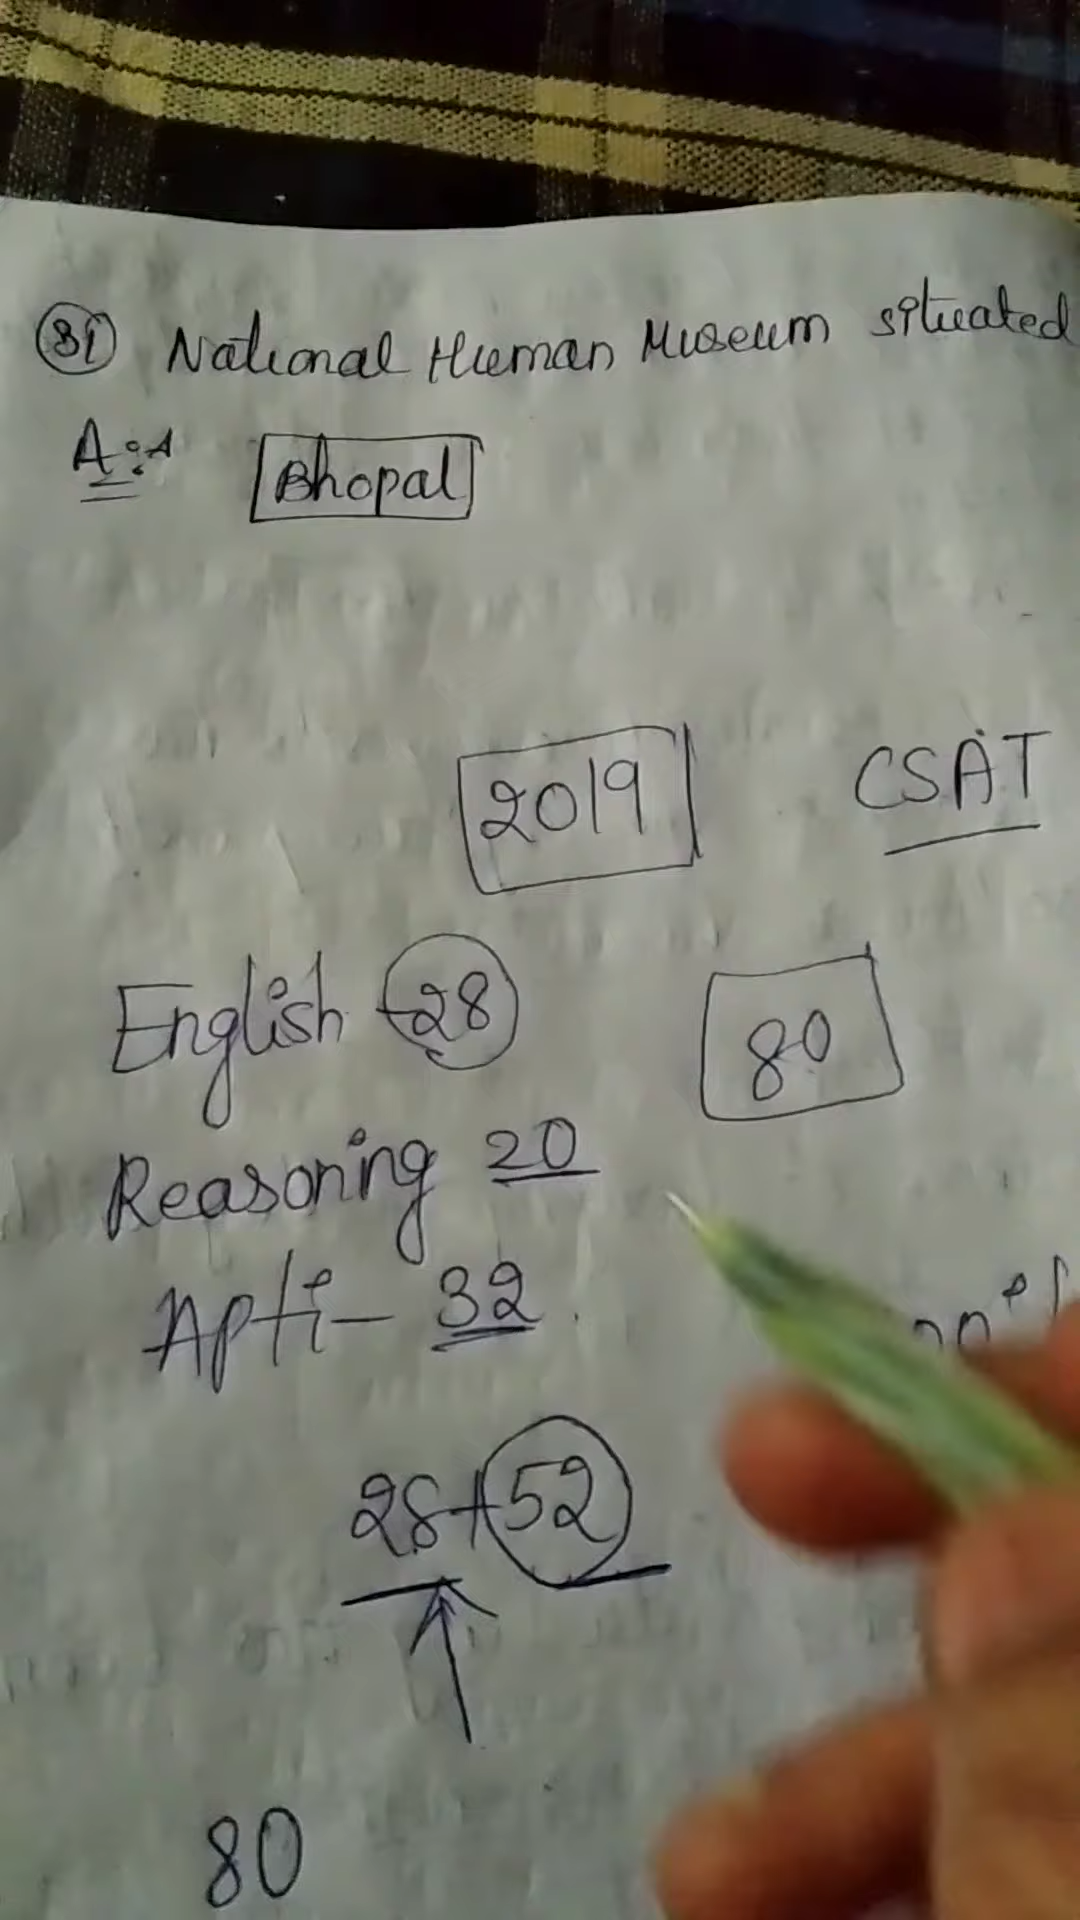 31 National Human Museum situated
A:A Bhopal
2019 CSAT
English -28 80
Reasoning 20
Apti- 32
28+52
80